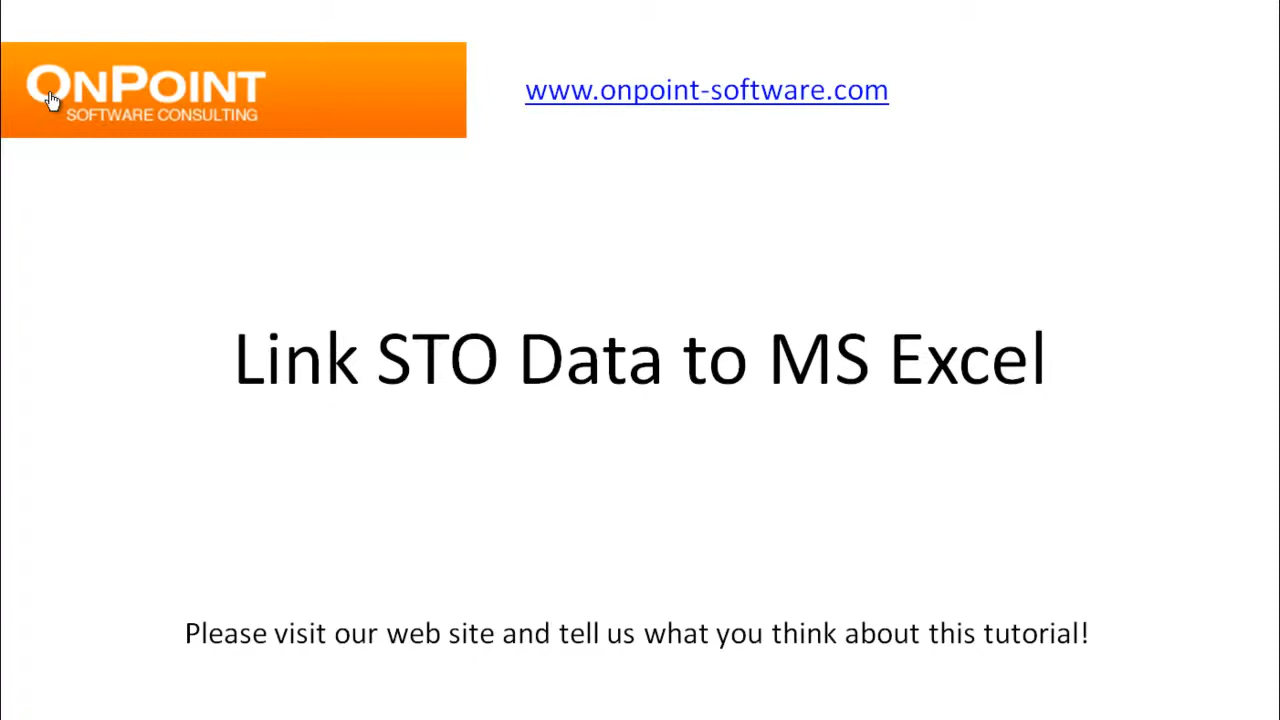 ONPOINT
SOFTWARE CONSULTING
www.onpoint-software.com
Link STO Data to MS Excel
Please visit our web site and tell us what you think about this tutorial!